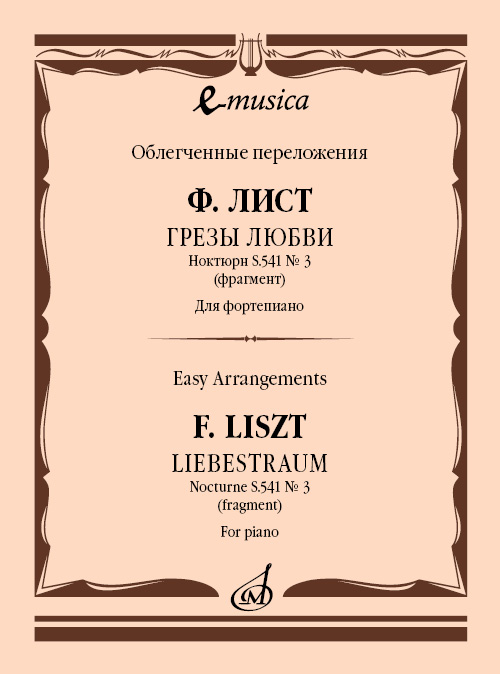 e-musica
Облегченные переложения
Ф. ЛИСТ
ГРЕЗЫ ЛЮБВИ
Ноктюрн S.541 № 3
(фрагмент)
Для фортепиано
Easy Arrangements
F. LISZT
LIEBESTRAUM
Nocturne S.541 № 3
(fragment)
For piano